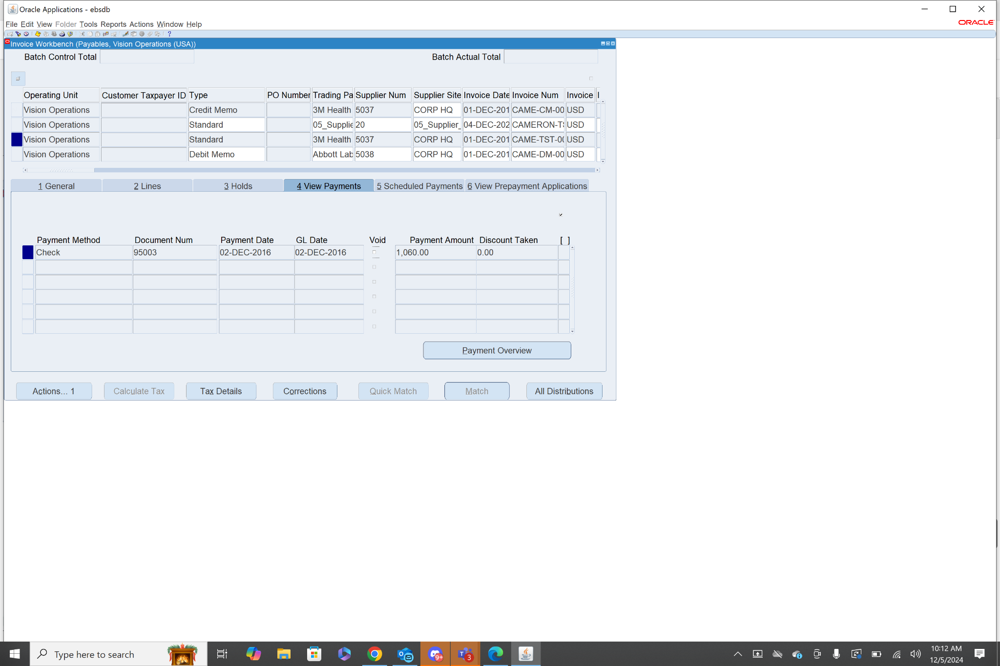 Oracle Applications - ebsdb
File Edit View Folder Tools Reports Actions Window Help
ORACLE
Invoice Workbench (Payables, Vision Operations (USA))
Batch Control Total Batch Actual Total
Operating Unit Customer Taxpayer ID Type PO Number Trading Pa Supplier Num Supplier Site Invoice Date Invoice Num Invoice
Vision Operations Credit Memo 3M Health 5037 CORP HQ 01-DEC-201 CAME-CM-00 USD
Vision Operations Standard 05_Supplie 20 05_Supplier_ 04-DEC-202 CAMERON-T USD
Vision Operations Standard 3M Health 5037 CORP HQ 01-DEC-201 CAME-TST-00 USD
Vision Operations Debit Memo Abbott Lab 5038 CORP HQ 01-DEC-201 CAME-DM-00 USD
1 General 2 Lines 3 Holds 4 View Payments 5 Scheduled Payments 6 View Prepayment Applications
Payment Method Document Num Payment Date GL Date Void Payment Amount Discount Taken [ ]
Check 95003 02-DEC-2016 02-DEC-2016 1,060.00 0.00
Payment Overview
Actions... 1 Calculate Tax Tax Details Corrections Quick Match Match All Distributions
Type here to search
9+
3
10:12 AM
12/5/2024